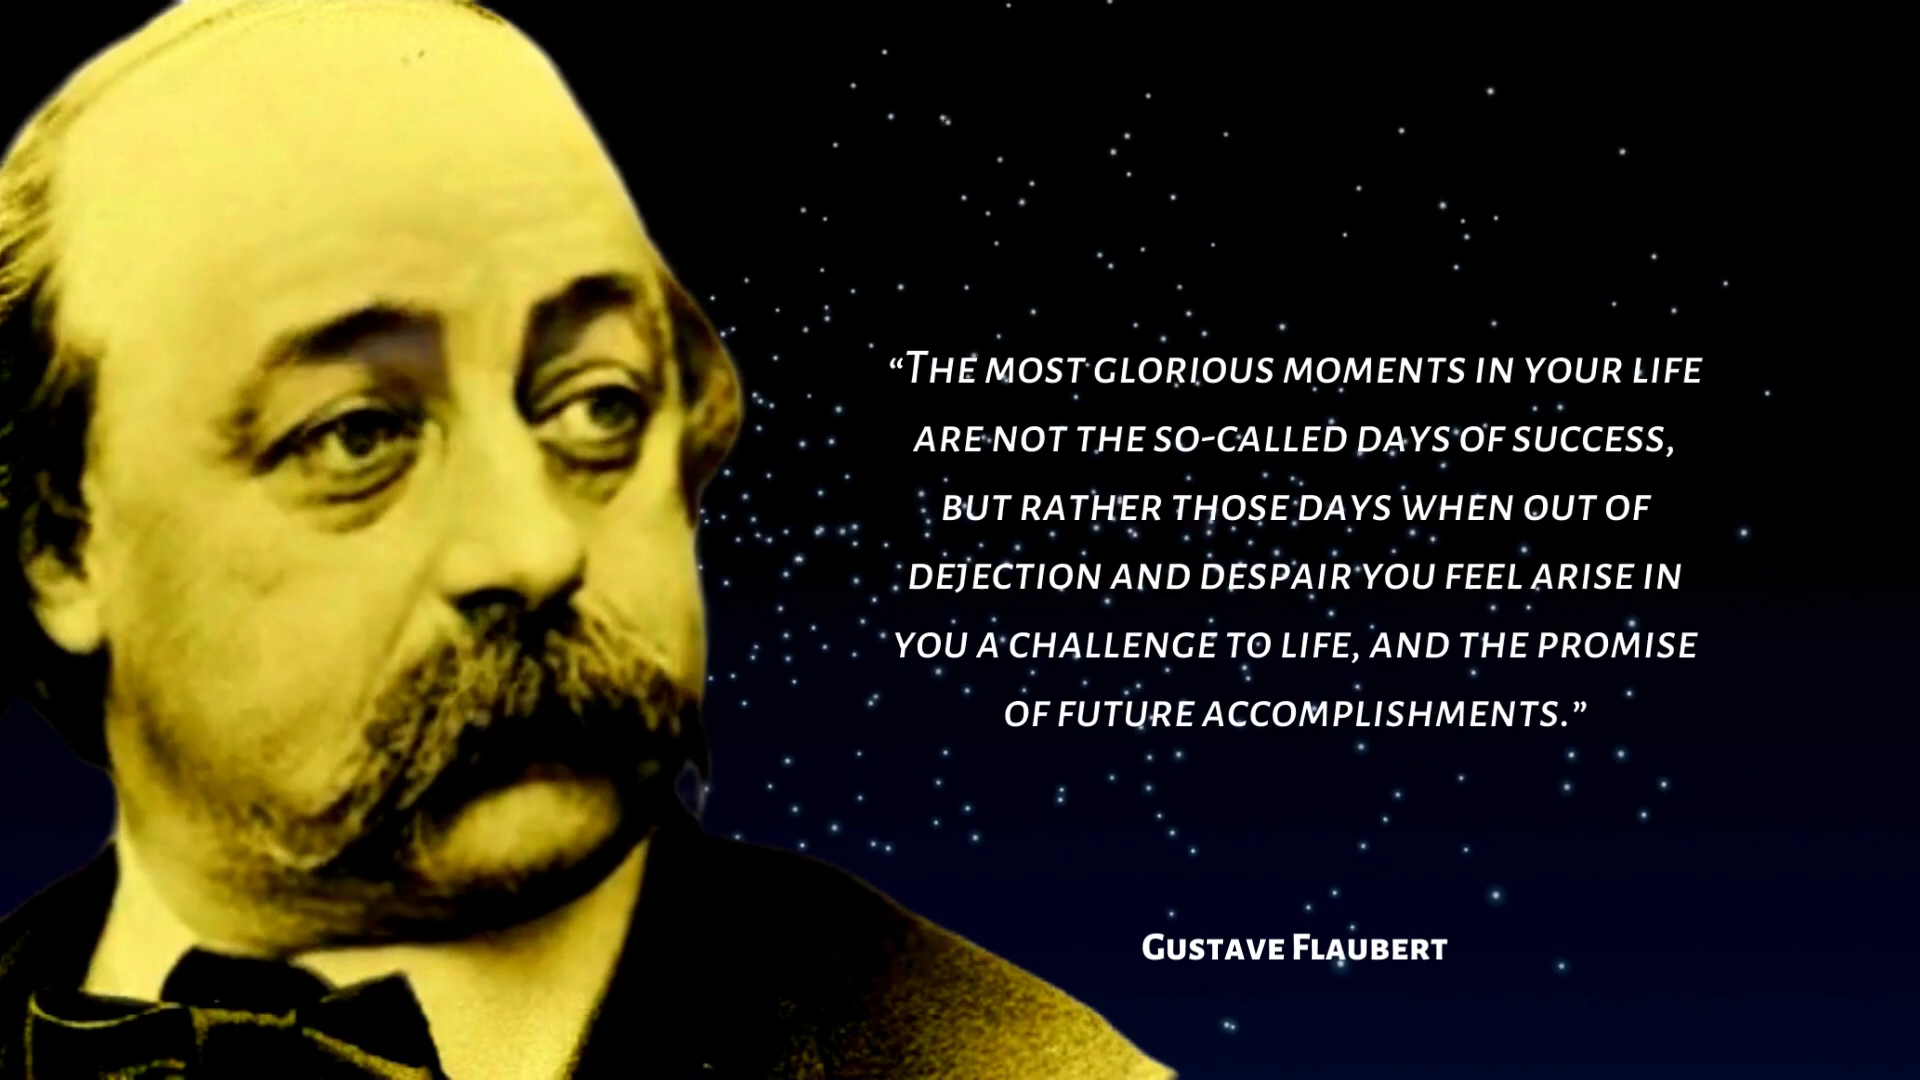 “The most glorious moments in your life
are not the so-called days of success,
but rather those days when out of
dejection and despair you feel arise in
you a challenge to life, and the promise
of future accomplishments.”
Gustave Flaubert